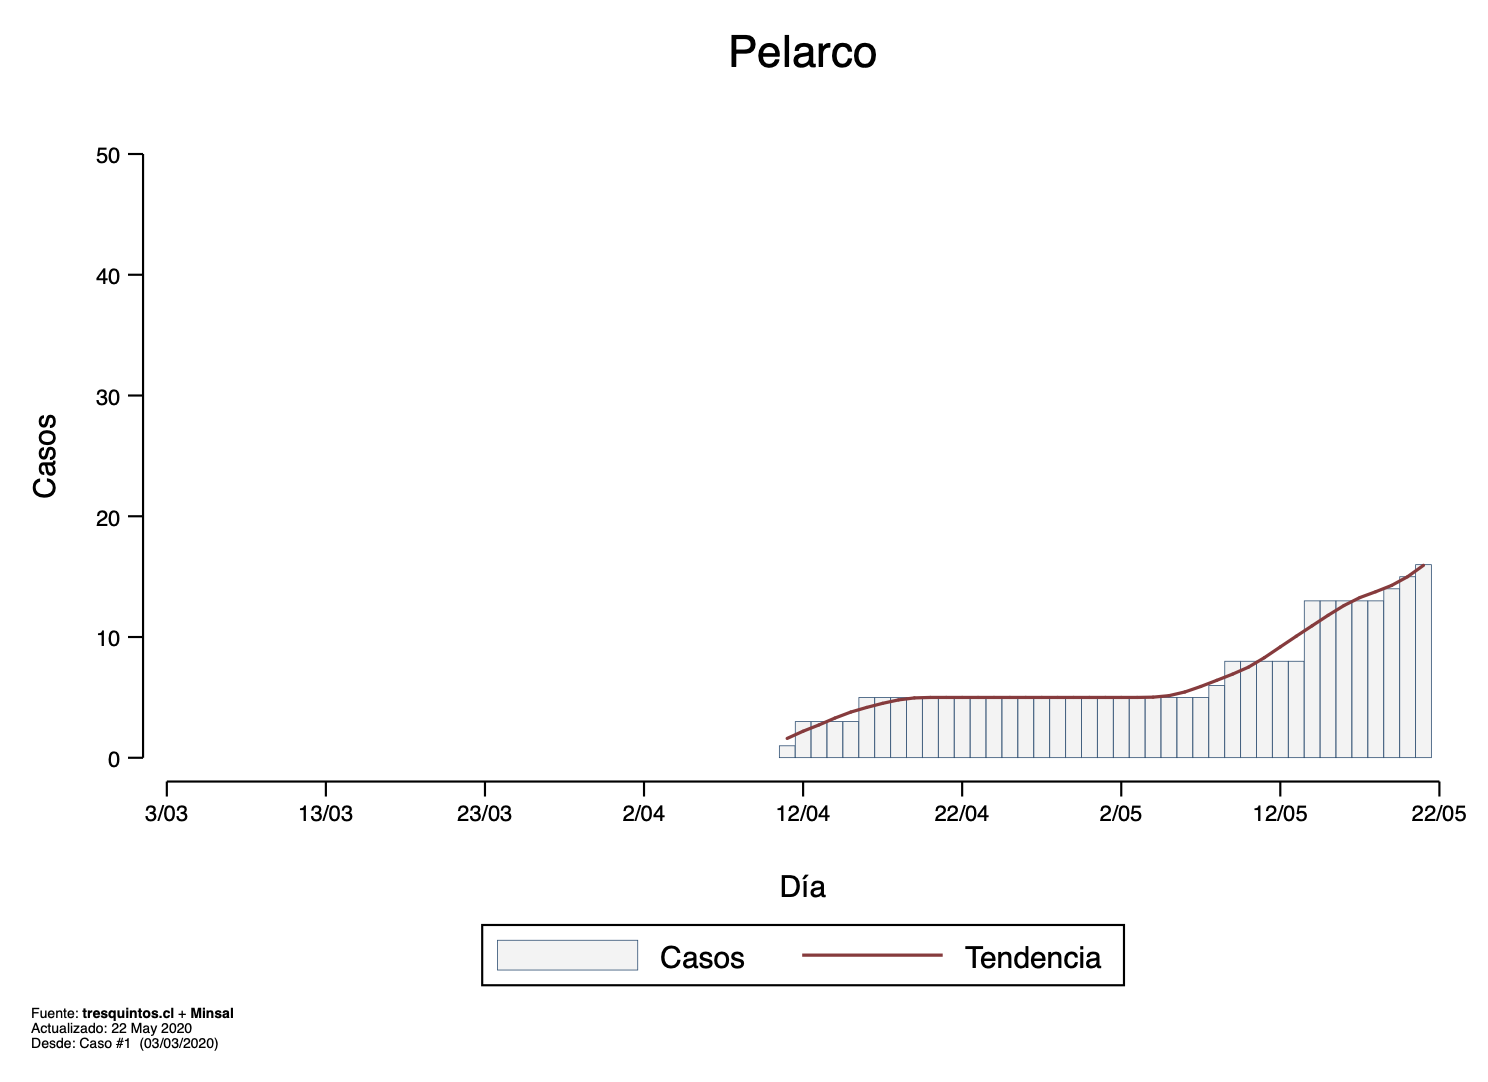 Pelarco
50
40
30
20
10
0
Casos
3/03 13/03 23/03 2/04 12/04 22/04 2/05 12/05 22/05
Día
Casos Tendencia
Fuente: tresquintos.cl + Minsal
Actualizado: 22 May 2020
Desde: Caso #1 (03/03/2020)